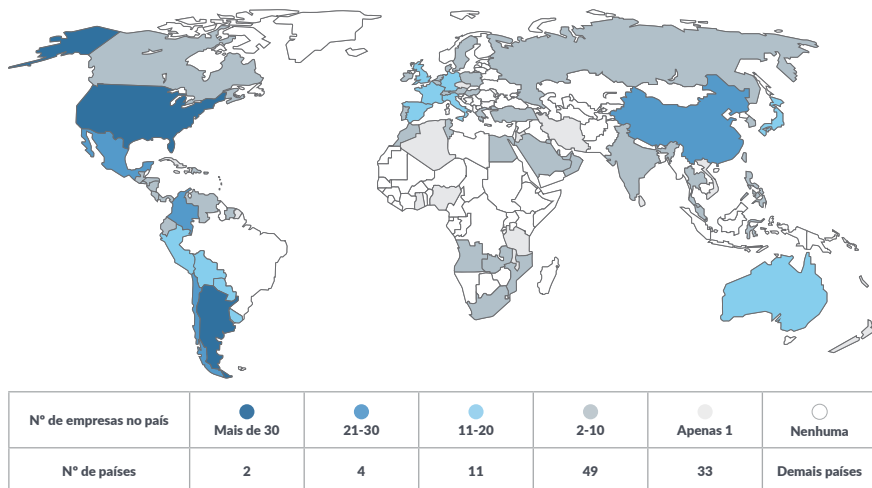 Nº de empresas no país
Mais de 30
21-30
11-20
2-10
Apenas 1
Nenhuma
Nº de países
2
4
11
49
33
Demais países